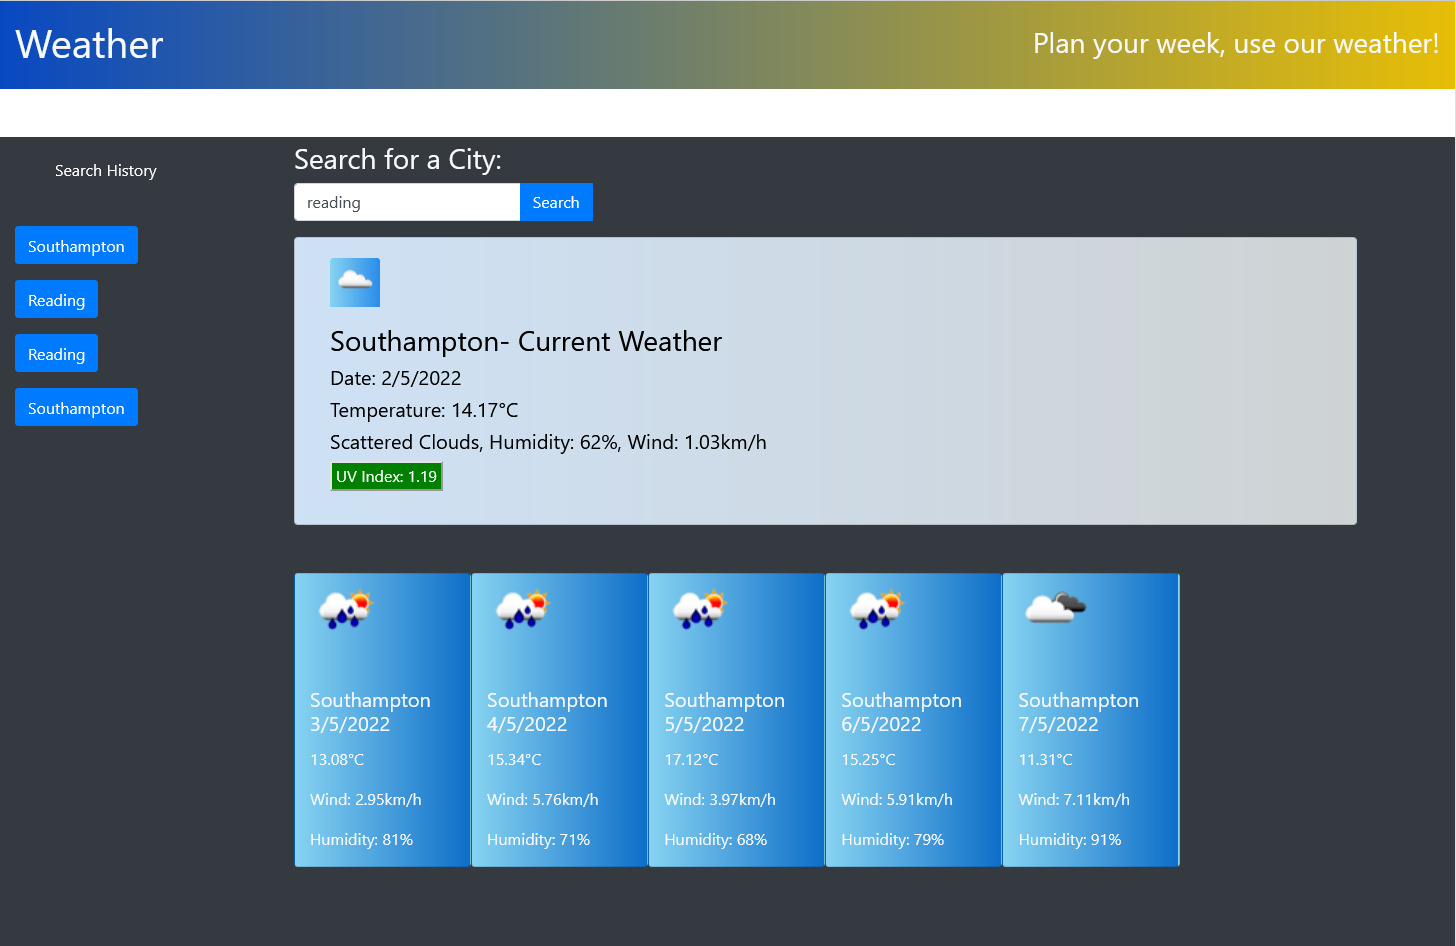 Weather
Plan your week, use our weather!
Search History
Southampton
Reading
Reading
Southampton
Search for a City:
reading
Search
Southampton- Current Weather
Date: 2/5/2022
Temperature: 14.17°C
Scattered Clouds, Humidity: 62%, Wind: 1.03km/h
UV Index: 1.19
Southampton
3/5/2022
13.08°C
Wind: 2.95km/h
Humidity: 81%
Southampton
4/5/2022
15.34°C
Wind: 5.76km/h
Humidity: 71%
Southampton
5/5/2022
17.12°C
Wind: 3.97km/h
Humidity: 68%
Southampton
6/5/2022
15.25°C
Wind: 5.91km/h
Humidity: 79%
Southampton
7/5/2022
11.31°C
Wind: 7.11km/h
Humidity: 91%